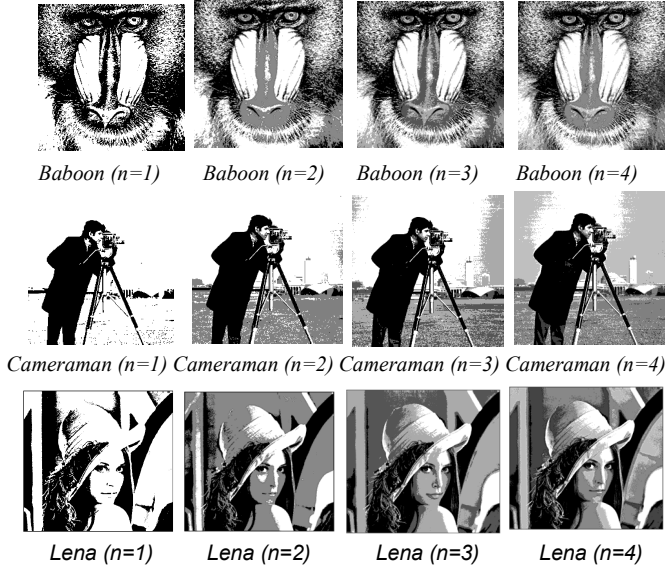 Baboon (n=1) Baboon (n=2) Baboon (n=3) Baboon (n=4)
Cameraman (n=1) Cameraman (n=2) Cameraman (n=3) Cameraman (n=4)
Lena (n=1) Lena (n=2) Lena (n=3) Lena (n=4)